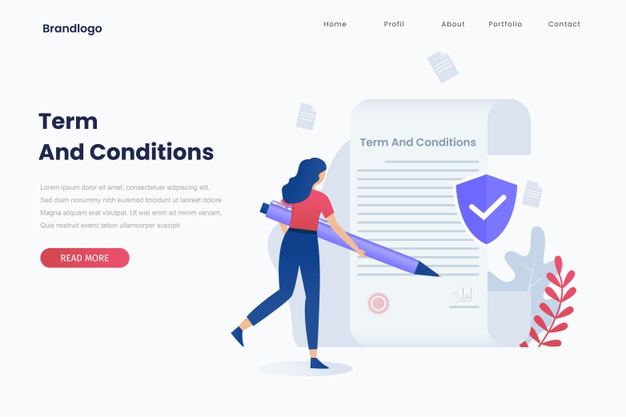 Brandlogo
Home Profil About Portfolio Contact
Term
And Conditions
Lorem ipsum dolor sit amet, consectetuer adipiscing elit,
Sed diam nonummy nibh euismod tincidunt ut laoreet dolore
Magna aliquam erat volutpat. Ut wisi enim ad minim veniam,
Quis nostrud exerci tation ullamcorper suscipit
READ MORE
Term And Conditions